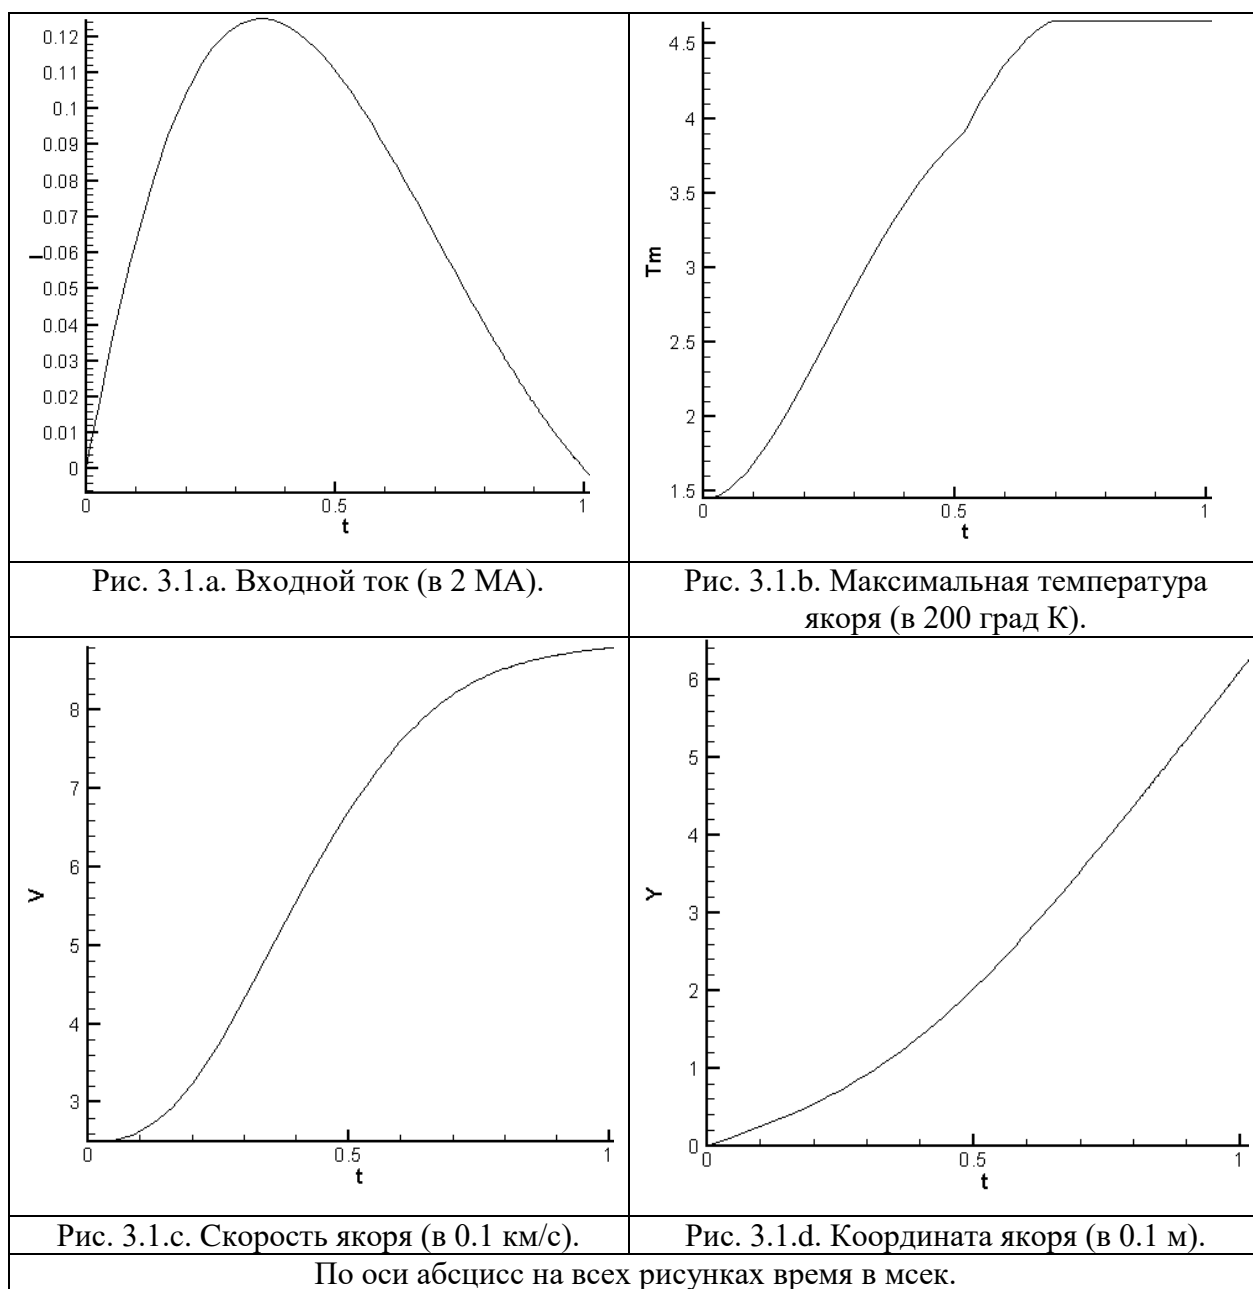 0.12
0.11
0.1
0.09
0.08
0.07
0.06
0.05
0.04
0.03
0.02
0.01
0
I
0 0.5 1
t
4.5
4
3.5
3
2.5
2
1.5
Tm
0 0.5 1
t
Рис. 3.1.a. Входной ток (в 2 МА).
Рис. 3.1.b. Максимальная температура
якоря (в 200 град К).
8
7
6
5
4
3
V
0 0.5 1
t
6
5
4
3
2
1
0
Y
0 0.5 1
t
Рис. 3.1.c. Скорость якоря (в 0.1 км/с).
Рис. 3.1.d. Координата якоря (в 0.1 м).
По оси абсцисс на всех рисунках время в мсек.